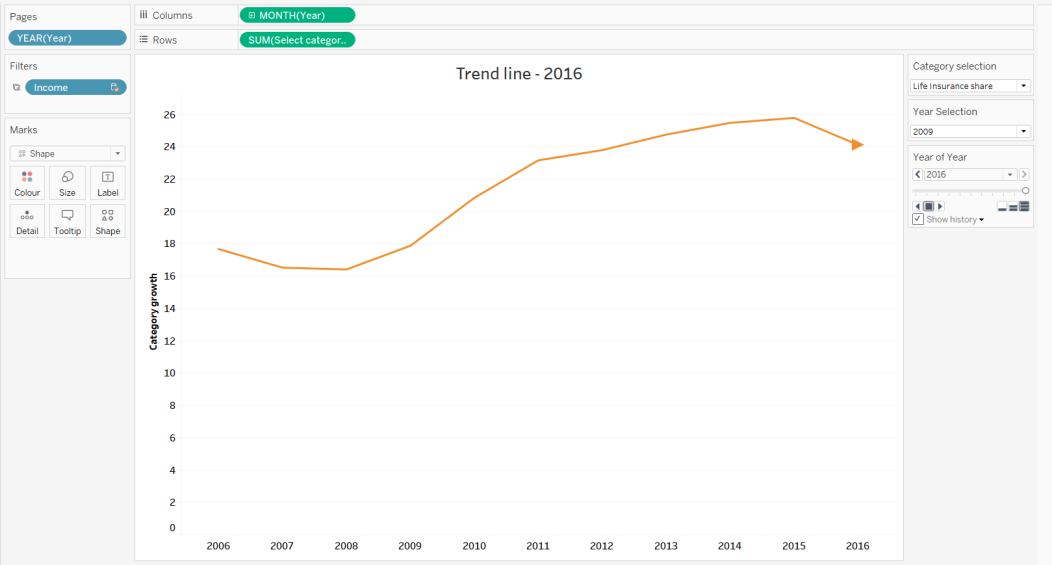 Pages
YEAR(Year)
Filters
Income
Marks
Shape
Colour Size Label
Detail Tooltip Shape
Columns MONTH(Year)
Rows SUM(Select categor..
Trend line - 2016
Category growth
26
24
22
20
18
16
14
12
10
8
6
4
2
0
2006 2007 2008 2009 2010 2011 2012 2013 2014 2015 2016
Category selection
Life Insurance share
Year Selection
2009
Year of Year
2016
Show history